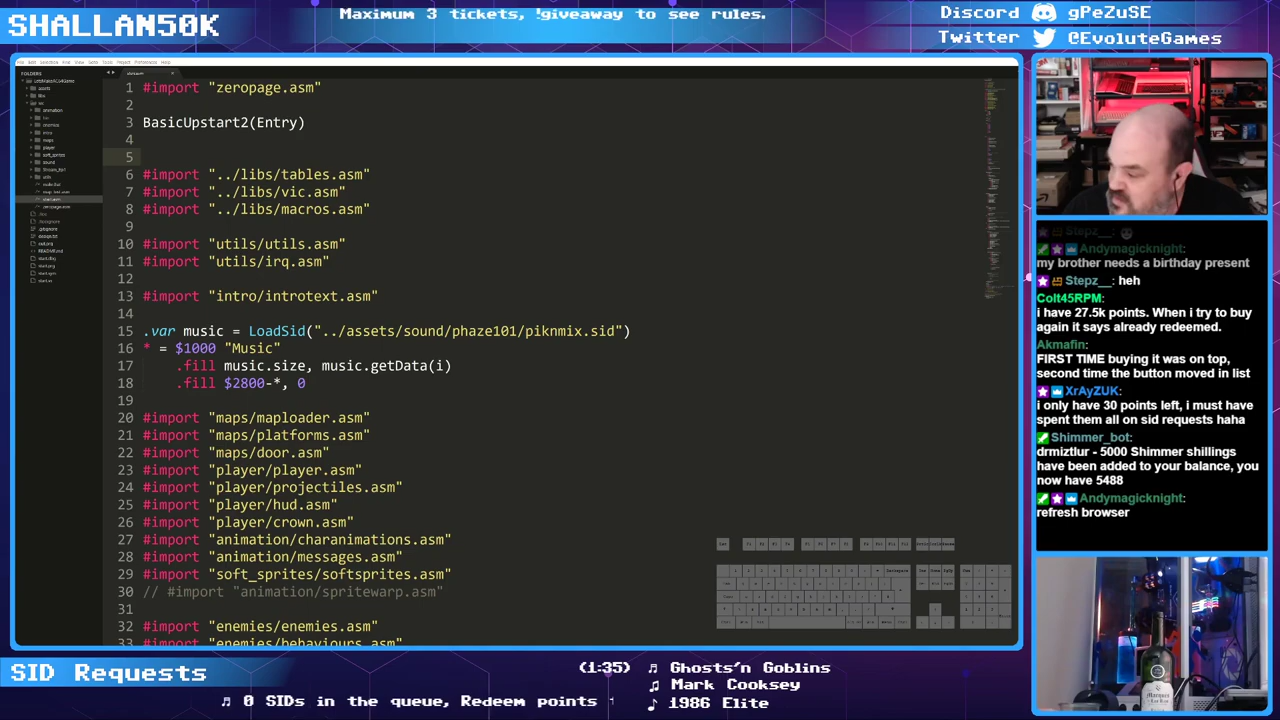 SHALLAN50K
Maximum 3 tickets, !giveaway to see rules.
Discord gPeZuSE
Twitter @EvoluteGames
FOLDERS
1 #import "zeropage.asm"
2
3 BasicUpstart2(Entry)
4
5
6 #import "../libs/tables.asm"
7 #import "../libs/vic.asm"
8 #import "../libs/macros.asm"
9
10 #import "utils/utils.asm"
11 #import "utils/irq.asm"
12
13 #import "intro/introtext.asm"
14
15 .var music = LoadSid("../assets/sound/phaze101/piknmix.sid")
16 * = $1000 "Music"
17 .fill music.size, music.getData(i)
18 .fill $2800-*, 0
19
20 #import "maps/maploader.asm"
21 #import "maps/platforms.asm"
22 #import "maps/door.asm"
23 #import "player/player.asm"
24 #import "player/projectiles.asm"
25 #import "player/hud.asm"
26 #import "player/crown.asm"
27 #import "animation/charanimations.asm"
28 #import "animation/messages.asm"
29 #import "soft_sprites/softsprites.asm"
30 // #import "animation/spritewarp.asm"
31
32 #import "enemies/enemies.asm"
33 #import "enemies/behaviours.asm"
Stepz__:
Andymagicknight:
my brother needs a birthday present
Stepz__: heh
Colt45RPM:
i have 27.5k points. When i try to buy
again it says already redeemed.
Akmafin:
FIRST TIME buying it was on top,
second time the button moved in list
XrAyZUK:
i only have 30 points left, i must have
spent them all on sid requests haha
Shimmer_bot:
drmiztlur - 5000 Shimmer shillings
have been added to your balance, you
now have 5488
Andymagicknight:
refresh browser
SID Requests
0 SIDs in the queue, Redeem points
(1:35) Ghosts'n Goblins
Mark Cooksey
1986 Elite